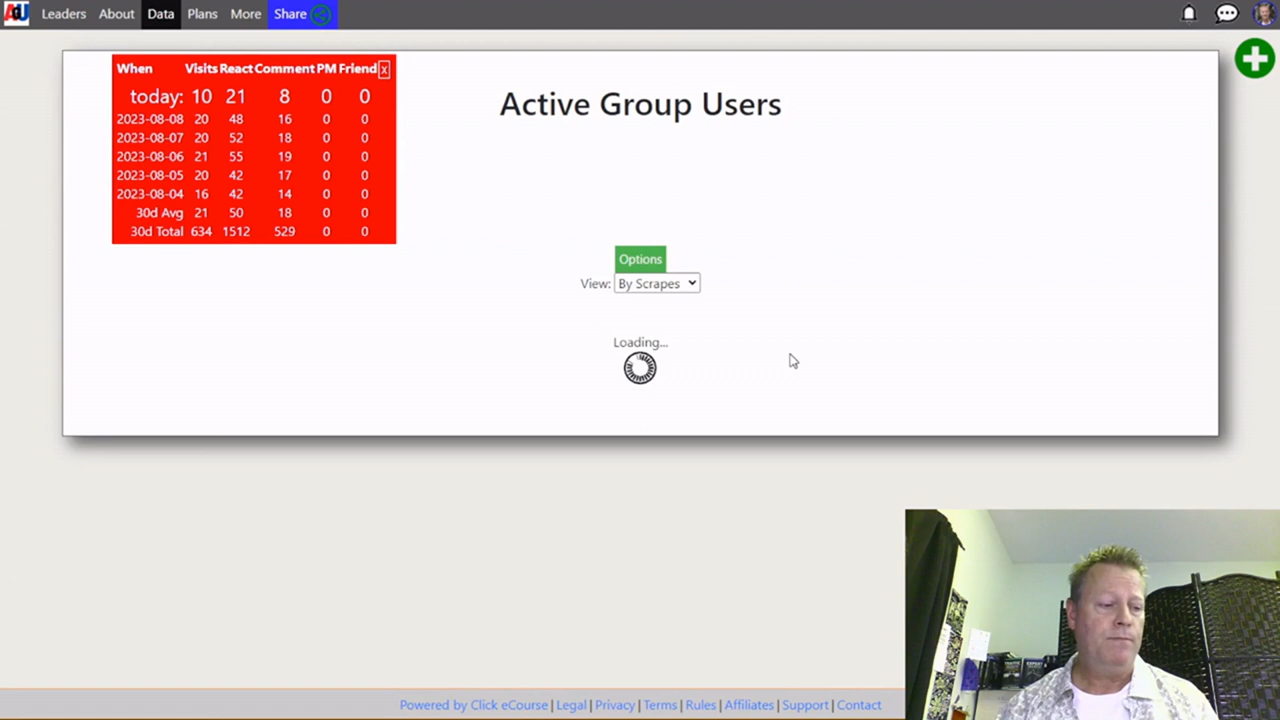 AiU Leaders About Data Plans More Share
When Visits React Comment PM Friend x
today: 10 21 8 0 0
2023-08-08 20 48 16 0 0
2023-08-07 20 52 18 0 0
2023-08-06 21 55 19 0 0
2023-08-05 20 42 17 0 0
2023-08-04 16 42 14 0 0
30d Avg 21 50 18 0 0
30d Total 634 1512 529 0 0
Active Group Users
Options
View: By Scrapes
Loading...
Powered by Click eCourse | Legal | Privacy | Terms | Rules | Affiliates | Support | Contact